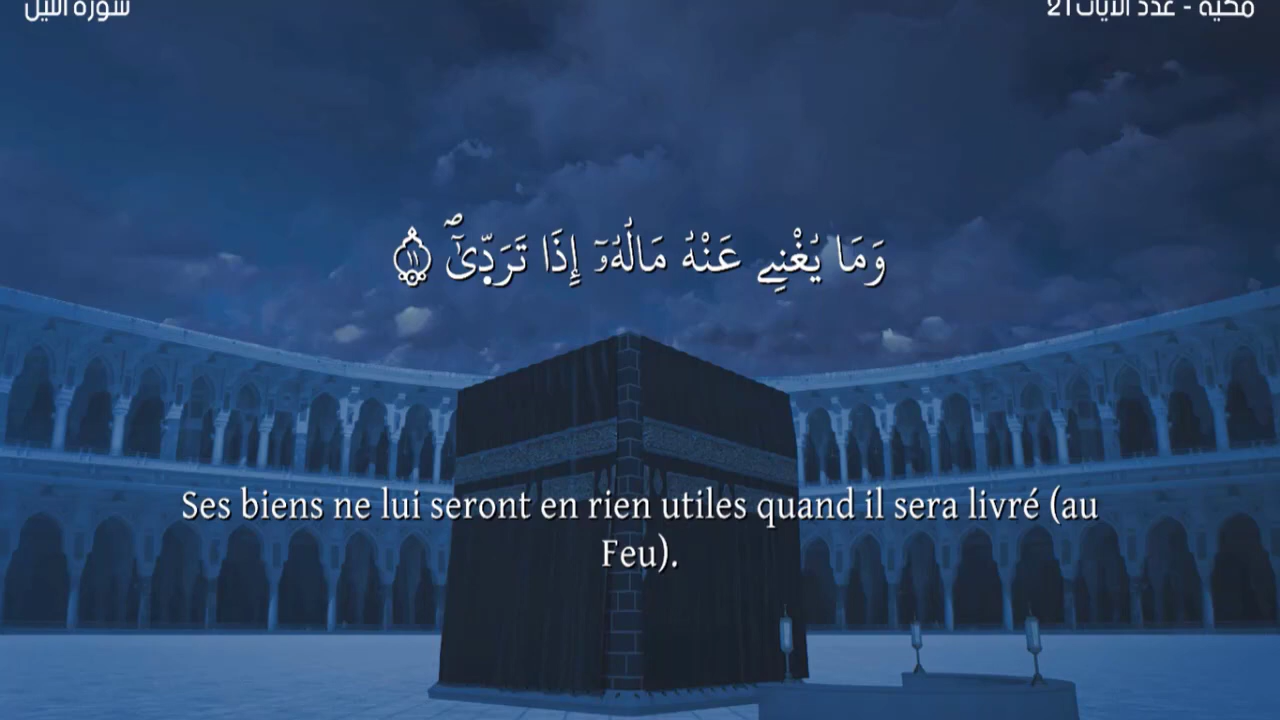 سورة الليل
مكية - عدد الآيات 21
وَمَا يُغْنِے عَنْهُ مَالُهُۥٓ إِذَا تَرَدّ۪ىٰٓۖ ١١
Ses biens ne lui seront en rien utiles quand il sera livré (au
Feu).